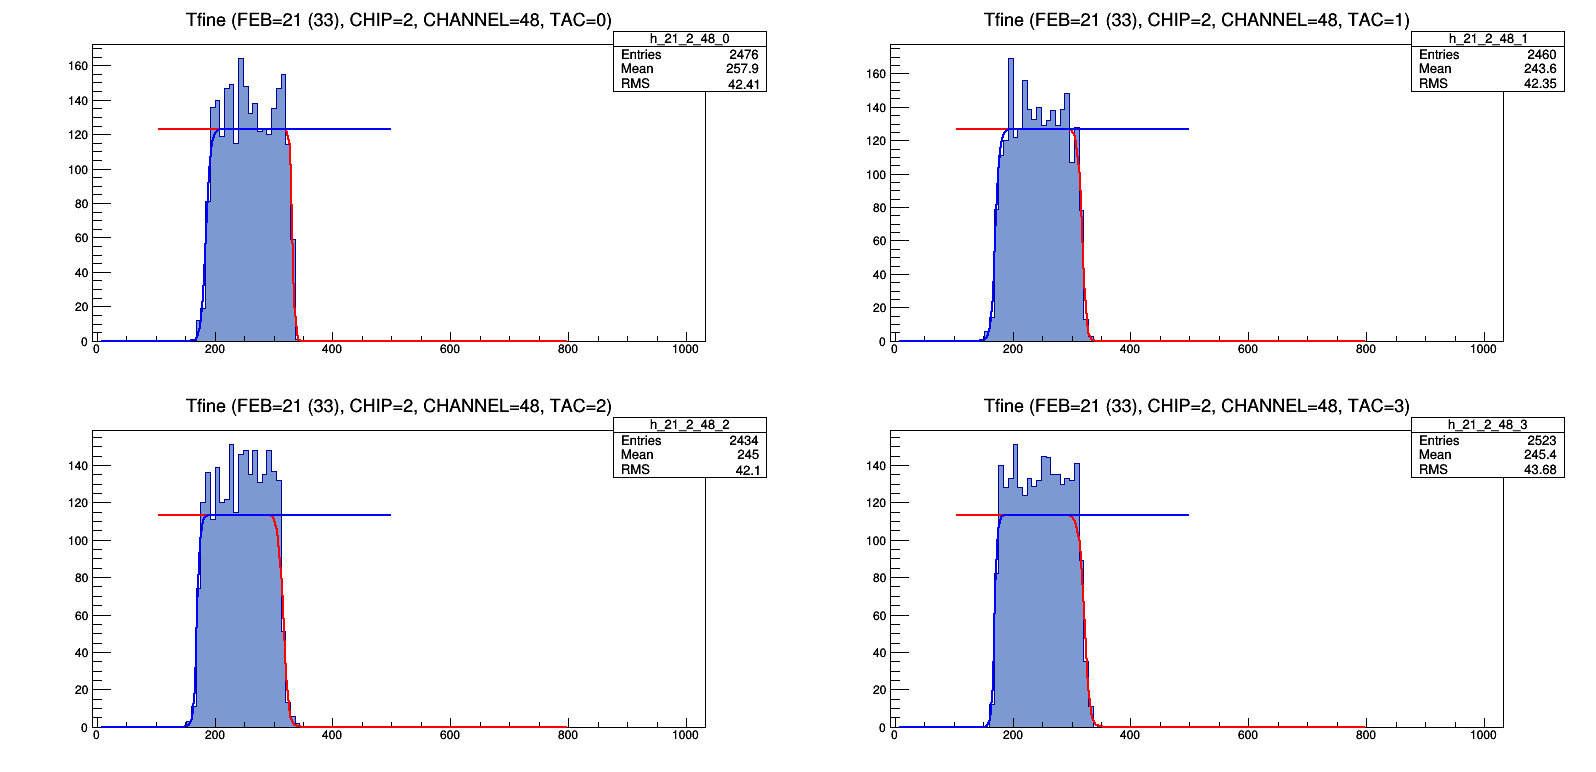 Tfine (FEB=21 (33), CHIP=2, CHANNEL=48, TAC=0)
h_21_2_48_0
Entries 2476
Mean 257.9
RMS 42.41
160
140
120
100
80
60
40
20
0
0 200 400 600 800 1000
Tfine (FEB=21 (33), CHIP=2, CHANNEL=48, TAC=1)
h_21_2_48_1
Entries 2460
Mean 243.6
RMS 42.35
160
140
120
100
80
60
40
20
0
0 200 400 600 800 1000
Tfine (FEB=21 (33), CHIP=2, CHANNEL=48, TAC=2)
h_21_2_48_2
Entries 2434
Mean 245
RMS 42.1
140
120
100
80
60
40
20
0
0 200 400 600 800 1000
Tfine (FEB=21 (33), CHIP=2, CHANNEL=48, TAC=3)
h_21_2_48_3
Entries 2523
Mean 245.4
RMS 43.68
140
120
100
80
60
40
20
0
0 200 400 600 800 1000